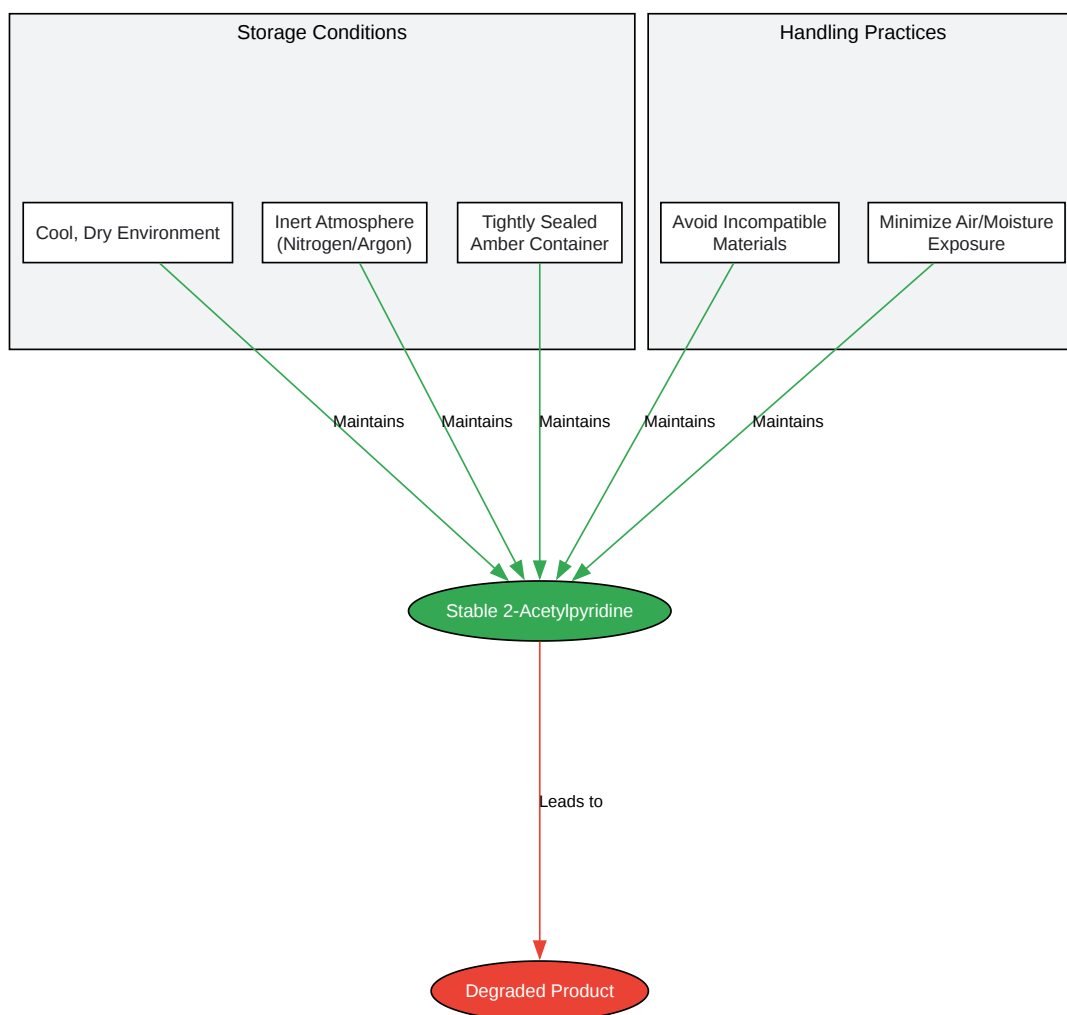 Storage Conditions
Handling Practices
Cool, Dry Environment
Inert Atmosphere
(Nitrogen/Argon)
Tightly Sealed
Amber Container
Avoid Incompatible
Materials
Minimize Air/Moisture
Exposure
Maintains
Maintains
Maintains
Maintains
Maintains
Stable 2-Acetylpyridine
Leads to
Degraded Product